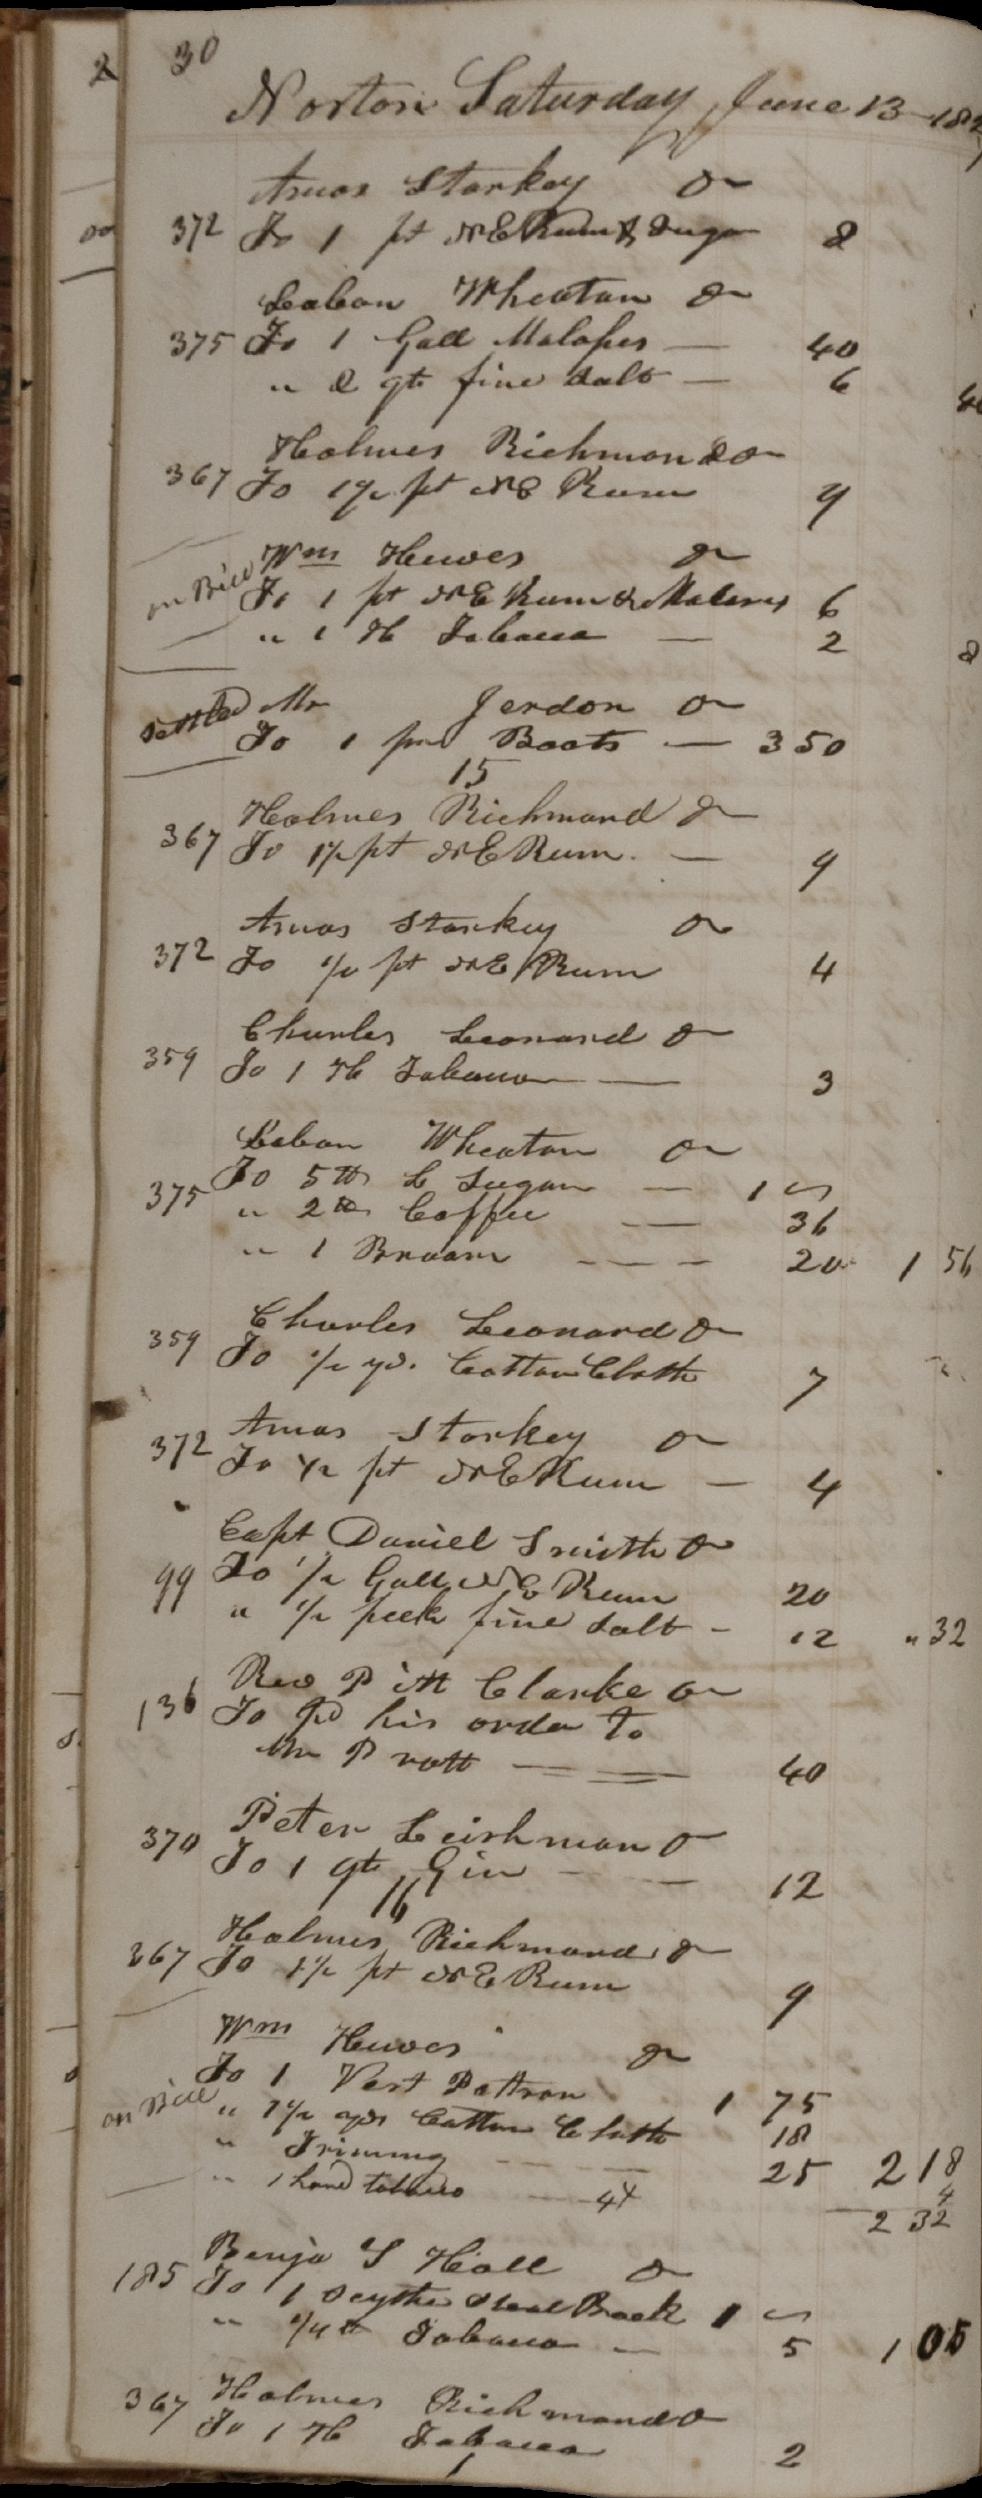 2
30
Norton Saturday June 13 182
Amos Starkey Dr
372 To 1 pt N E Rum & Sugar 8
Laban Wheaton Dr
375 To 1 Gall Molasses — 40
" 2 qts fine Salt — 6
Holmes Richmond Dr
367 To 1 1/2 pt N E Rum 9
Wm Hewes Dr
on Bill To 1 pt N E Rum & Molasses 6
" 1 Tobacco — 2
Settled Mr Jerdon Dr
To 1 pr Boots — 3 50
15
Holmes Richmond Dr
367 To 1 1/2 pt N E Rum — 9
Amos Starkey Dr
372 To 1/2 pt N E Rum 4
Charles Leonard Dr
359 To 1 Tobacco — 3
Laban Wheaton Dr
375 To 5 lb L Sugar — 1
" 2 lb Coffee — 36
" 1 Broom — 20 1 56
Charles Leonard Dr
359 To 1/2 yd. Cotton Cloth 7
Amos Starkey Dr
372 To 1/2 pt N E Rum — 4
Capt Daniel Smith Dr
99 To 1/2 Gall N E Rum 20
" 1/2 peck fine Salt — 12 " 32
Rev Pitt Clarke Dr
136 To Pd his order To
Mr Pratt — 40
Peter Leishman Dr
370 To 1 qt Gin — 12
16
Holmes Richmond Dr
367 To 1 1/2 pt N E Rum 9
Wm Hewes Dr
To 1 Vest Pattron 1 75
on Bill " 1 1/2 yds Cotton Cloth 18
" Triming 25 2 18
" 1 hand tobacco — 4 4
2 32
Benja S Hall Dr
185 To 1 Scythe Steel Back 1
" 1/4 lb Tobacco — 5 1 05
Holmes Richmond Dr
367 To 1 Tobacco 2
1